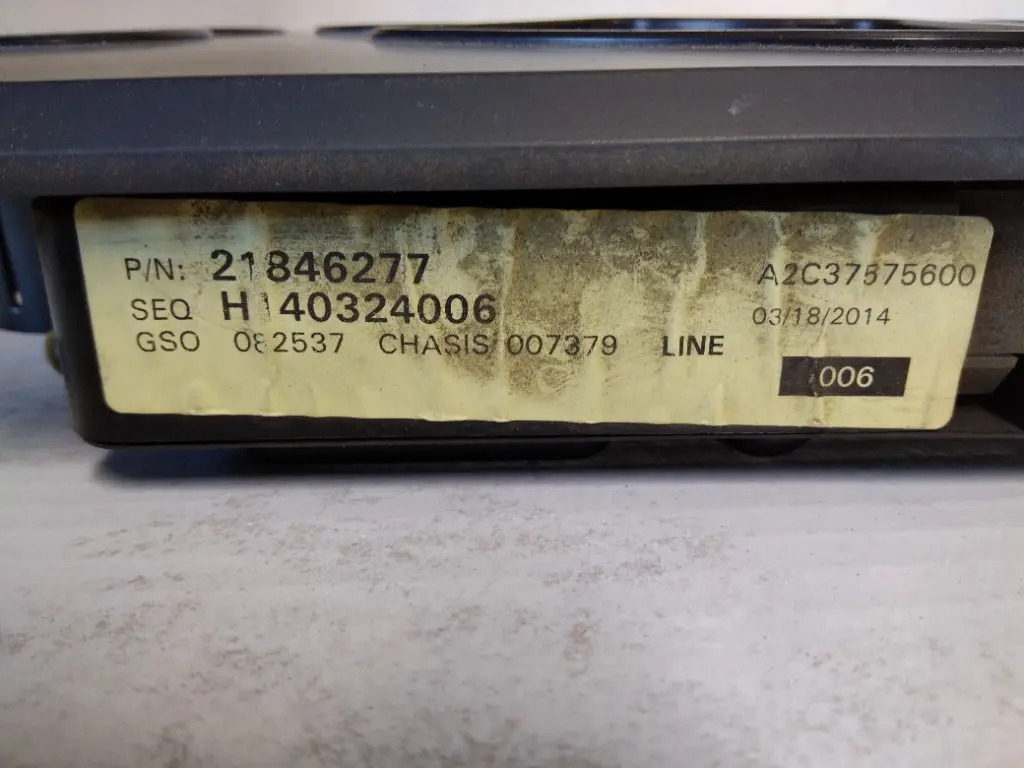 P/N: 21846277
A2C37575600
SEQ H140324006
03/18/2014
GSO 082537 CHASIS 007379 LINE
006